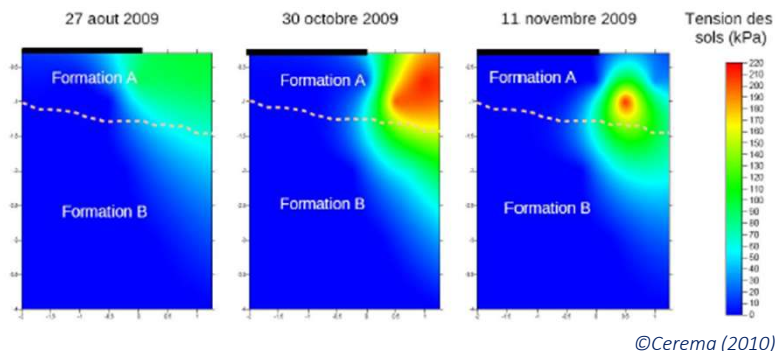 27 aout 2009
30 octobre 2009
11 novembre 2009
Tension des
sols (kPa)
Formation A
Formation B
Formation A
Formation B
Formation A
Formation B
220
210
200
190
180
170
160
150
140
130
120
110
100
90
80
70
60
50
40
30
20
10
0
©Cerema (2010)